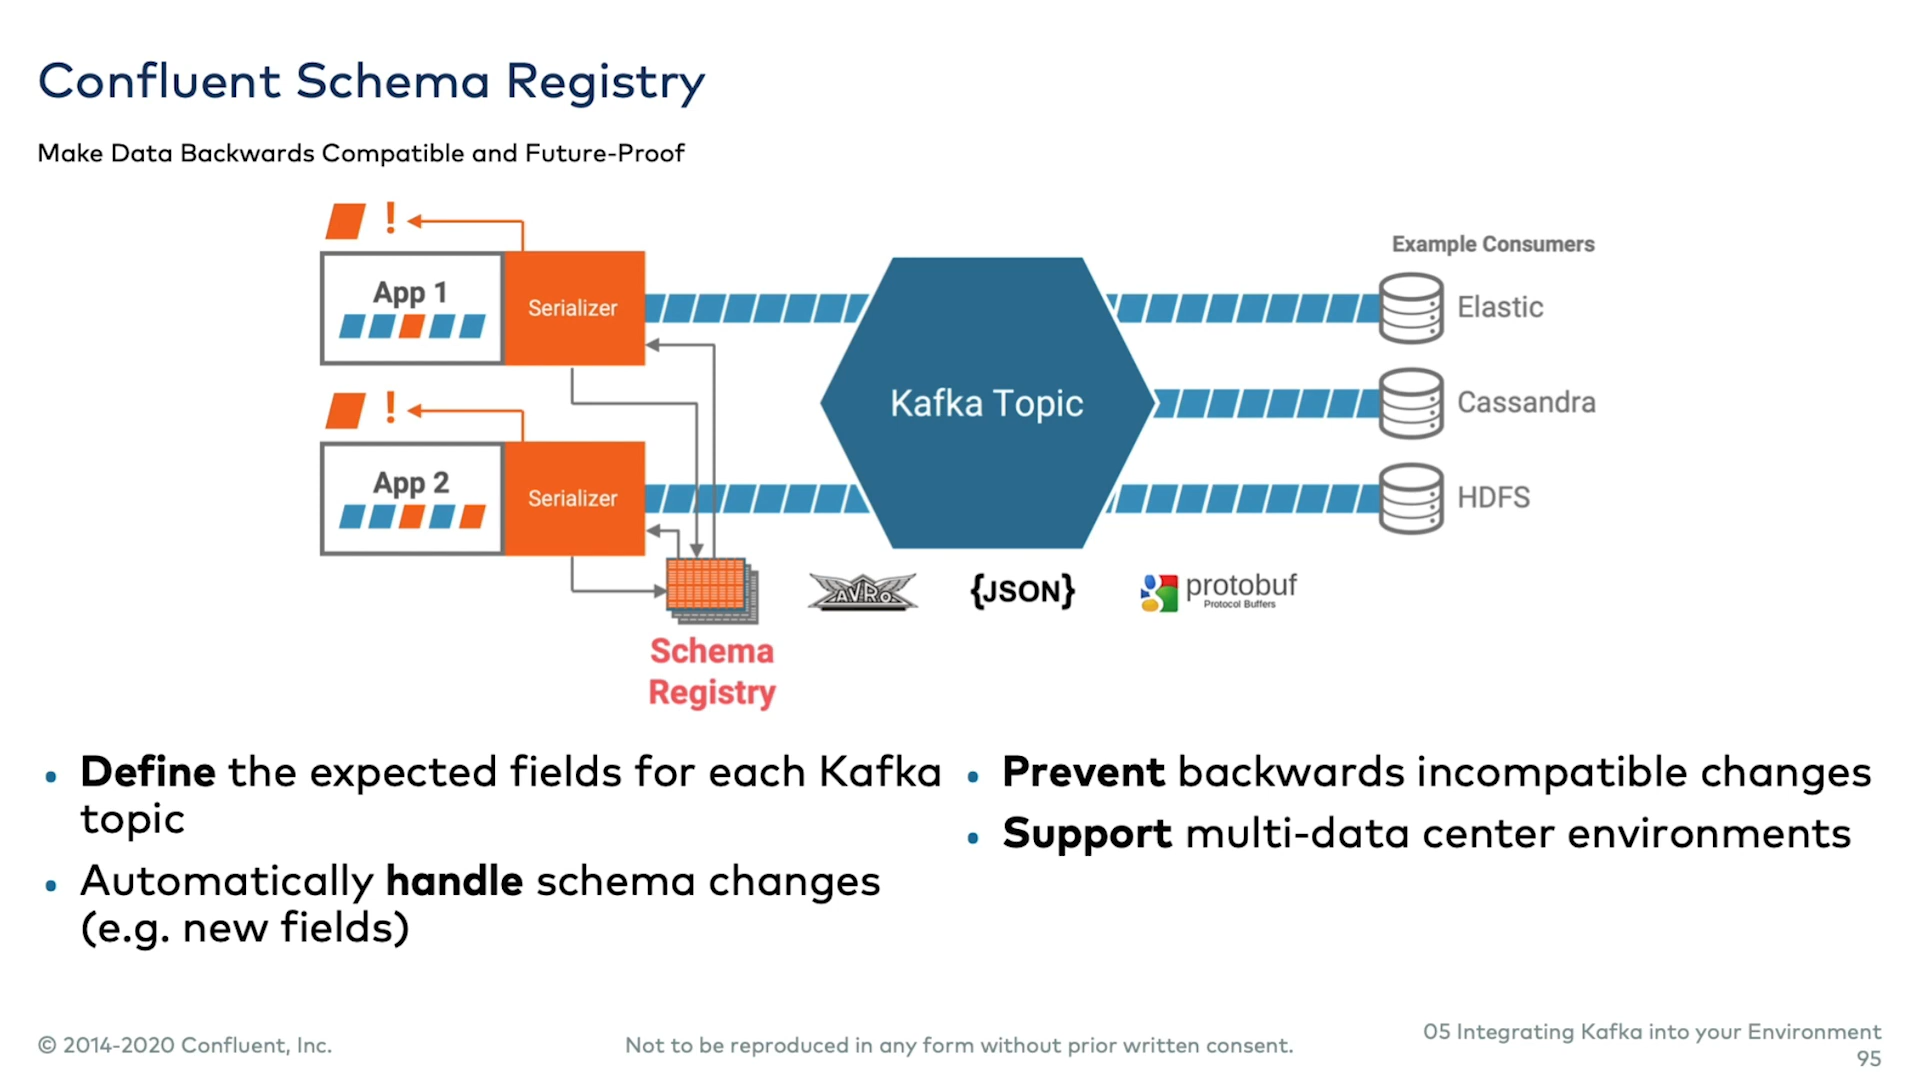 Confluent Schema Registry
Make Data Backwards Compatible and Future-Proof
!
App 1
Serializer
!
App 2
Serializer
Schema
Registry
Kafka Topic
AVRO
{JSON}
protobuf
Protocol Buffers
Example Consumers
Elastic
Cassandra
HDFS
• Define the expected fields for each Kafka
topic
• Automatically handle schema changes
(e.g. new fields)
• Prevent backwards incompatible changes
• Support multi-data center environments
© 2014-2020 Confluent, Inc.
Not to be reproduced in any form without prior written consent.
05 Integrating Kafka into your Environment
95